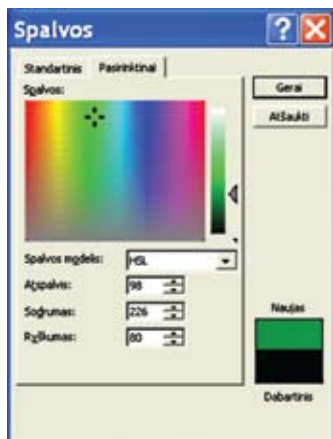 Spalvos
Standartinis Pasirinktinai
Spalvos:
Gerai
Atšaukti
Spalvos modelis: HSL
Atspalvis: 98
Sodrumas: 226
Ryškumas: 80
Naujas
Dabartinis